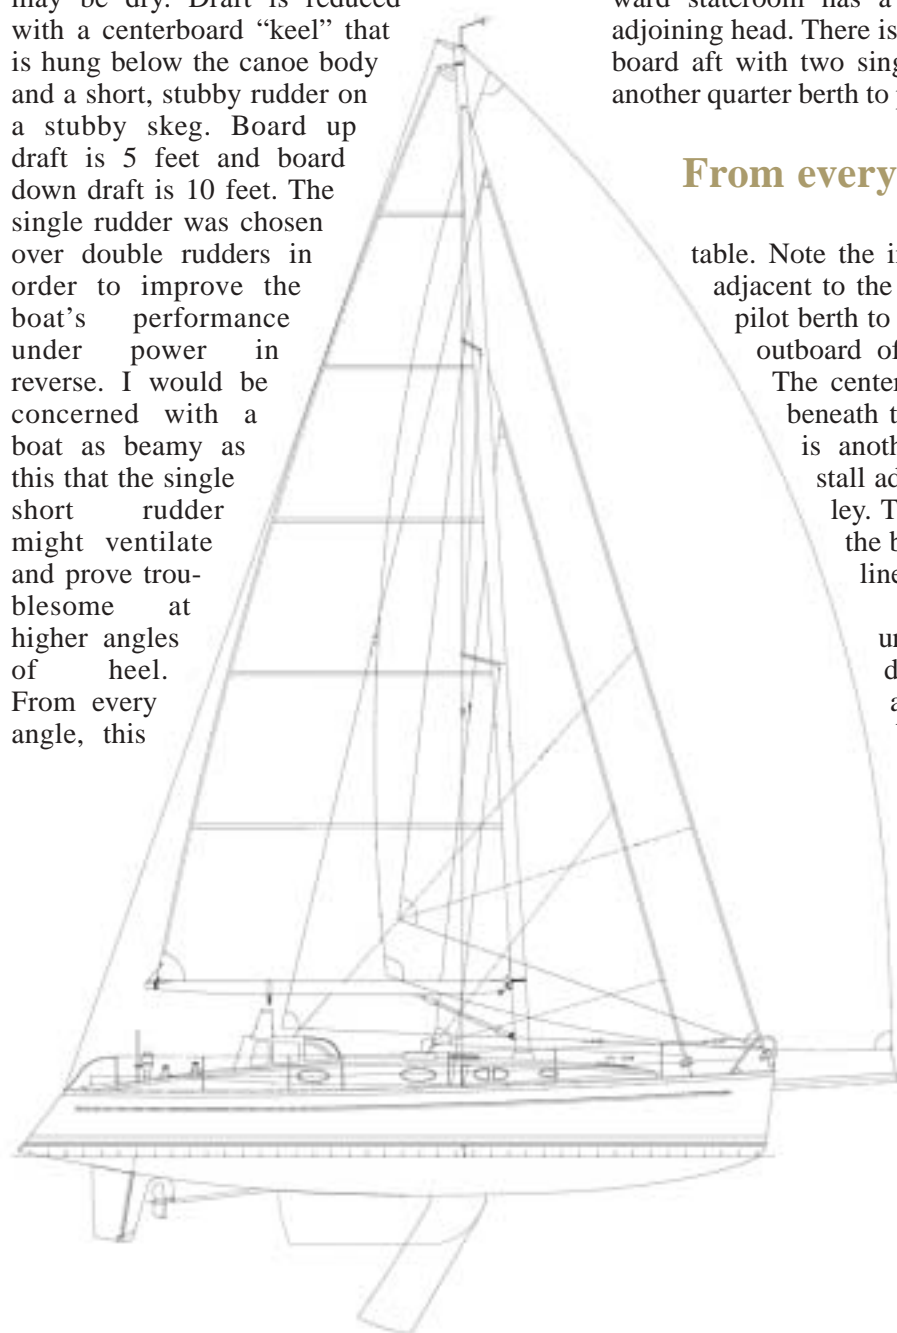 may be dry. Draft is reduced
with a centerboard “keel” that
is hung below the canoe body
and a short, stubby rudder on
a stubby skeg. Board up
draft is 5 feet and board
down draft is 10 feet. The
single rudder was chosen
over double rudders in
order to improve the
boat’s performance
under power in
reverse. I would be
concerned with a
boat as beamy as
this that the single
short rudder
might ventilate
and prove trou-
blesome at
higher angles
of heel.
From every
angle, this
ward stateroom has a
adjoining head. There is
board aft with two sing
another quarter berth to
From every
table. Note the
adjacent to the
pilot berth to
outboard of
The center
beneath
is anoth
stall
ley.
the
line